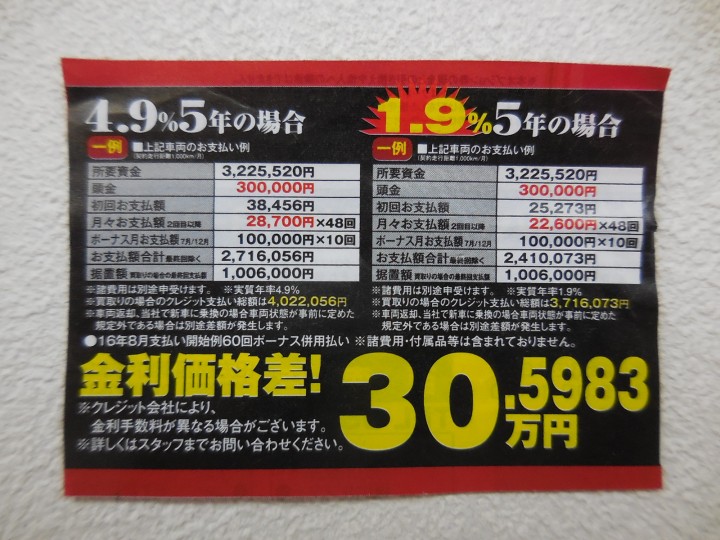 4.9%5年の場合
一例 ■上記車両のお支払い例
(契約走行距離1,000km/月)
所要資金 3,225,520円
頭金 300,000円
初回お支払額 38,456円
月々お支払額 2回目以降 28,700円×48回
ボーナス月お支払額 7月/12月 100,000円×10回
お支払額合計 最終回除く 2,716,056円
据置額 買取りの場合の最終回支払額 1,006,000円
※諸費用は別途申受けます。 ※実質年率4.9%
※買取りの場合のクレジット支払い総額は4,022,056円
※車両返却、当社で新車に乗換の場合車両状態が事前に定めた
規定外である場合は別途差額が発生します。
1.9%5年の場合
一例 ■上記車両のお支払い例
(契約走行距離1,000km/月)
所要資金 3,225,520円
頭金 300,000円
初回お支払額 25,273円
月々お支払額 2回目以降 22,600円×48回
ボーナス月お支払額 7月/12月 100,000円×10回
お支払額合計 最終回除く 2,410,073円
据置額 買取りの場合の最終回支払額 1,006,000円
※諸費用は別途申受けます。 ※実質年率1.9%
※買取りの場合のクレジット支払い総額は3,716,073円
※車両返却、当社で新車に乗換の場合車両状態が事前に定めた
規定外である場合は別途差額が発生します。
●16年8月支払い開始例60回ボーナス併用払い ※諸費用・付属品等は含まれておりません。
金利価格差! 30.5983万円
※クレジット会社により、
金利手数料が異なる場合がございます。
※詳しくはスタッフまでお問い合わせください。